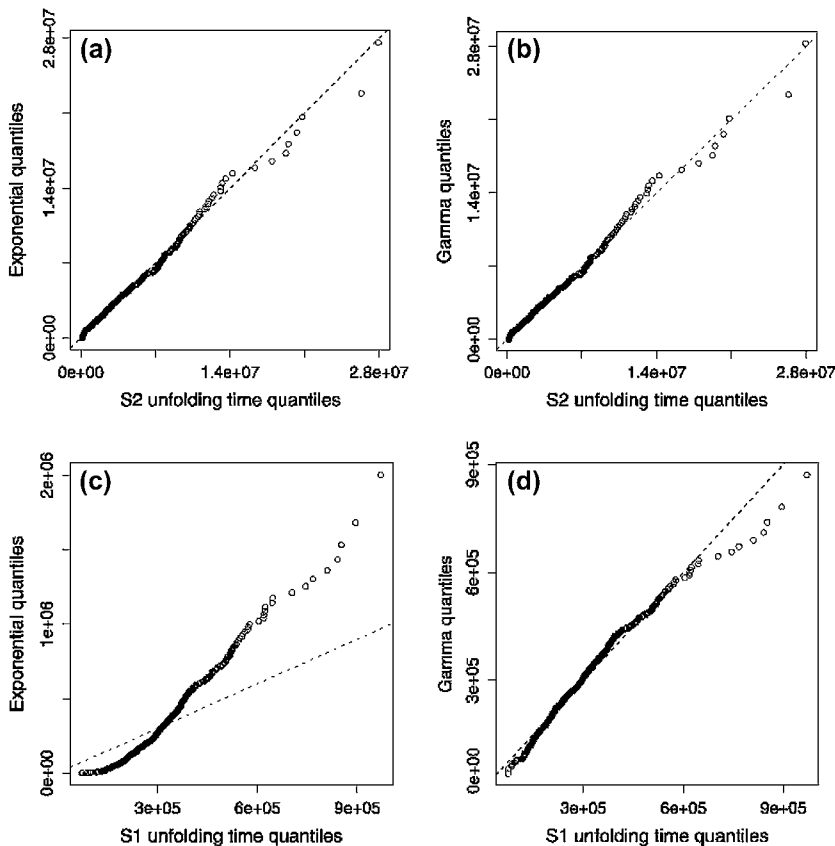 (a)
Exponential quantiles
2.8e+07
1.4e+07
0e+00
0e+00 1.4e+07 2.8e+07
S2 unfolding time quantiles
(b)
Gamma quantiles
2.8e+07
1.4e+07
0e+00
0e+00 1.4e+07 2.8e+07
S2 unfolding time quantiles
(c)
Exponential quantiles
2e+06
1e+06
0e+00
3e+05 6e+05 9e+05
S1 unfolding time quantiles
(d)
Gamma quantiles
9e+05
6e+05
3e+05
0e+00
3e+05 6e+05 9e+05
S1 unfolding time quantiles